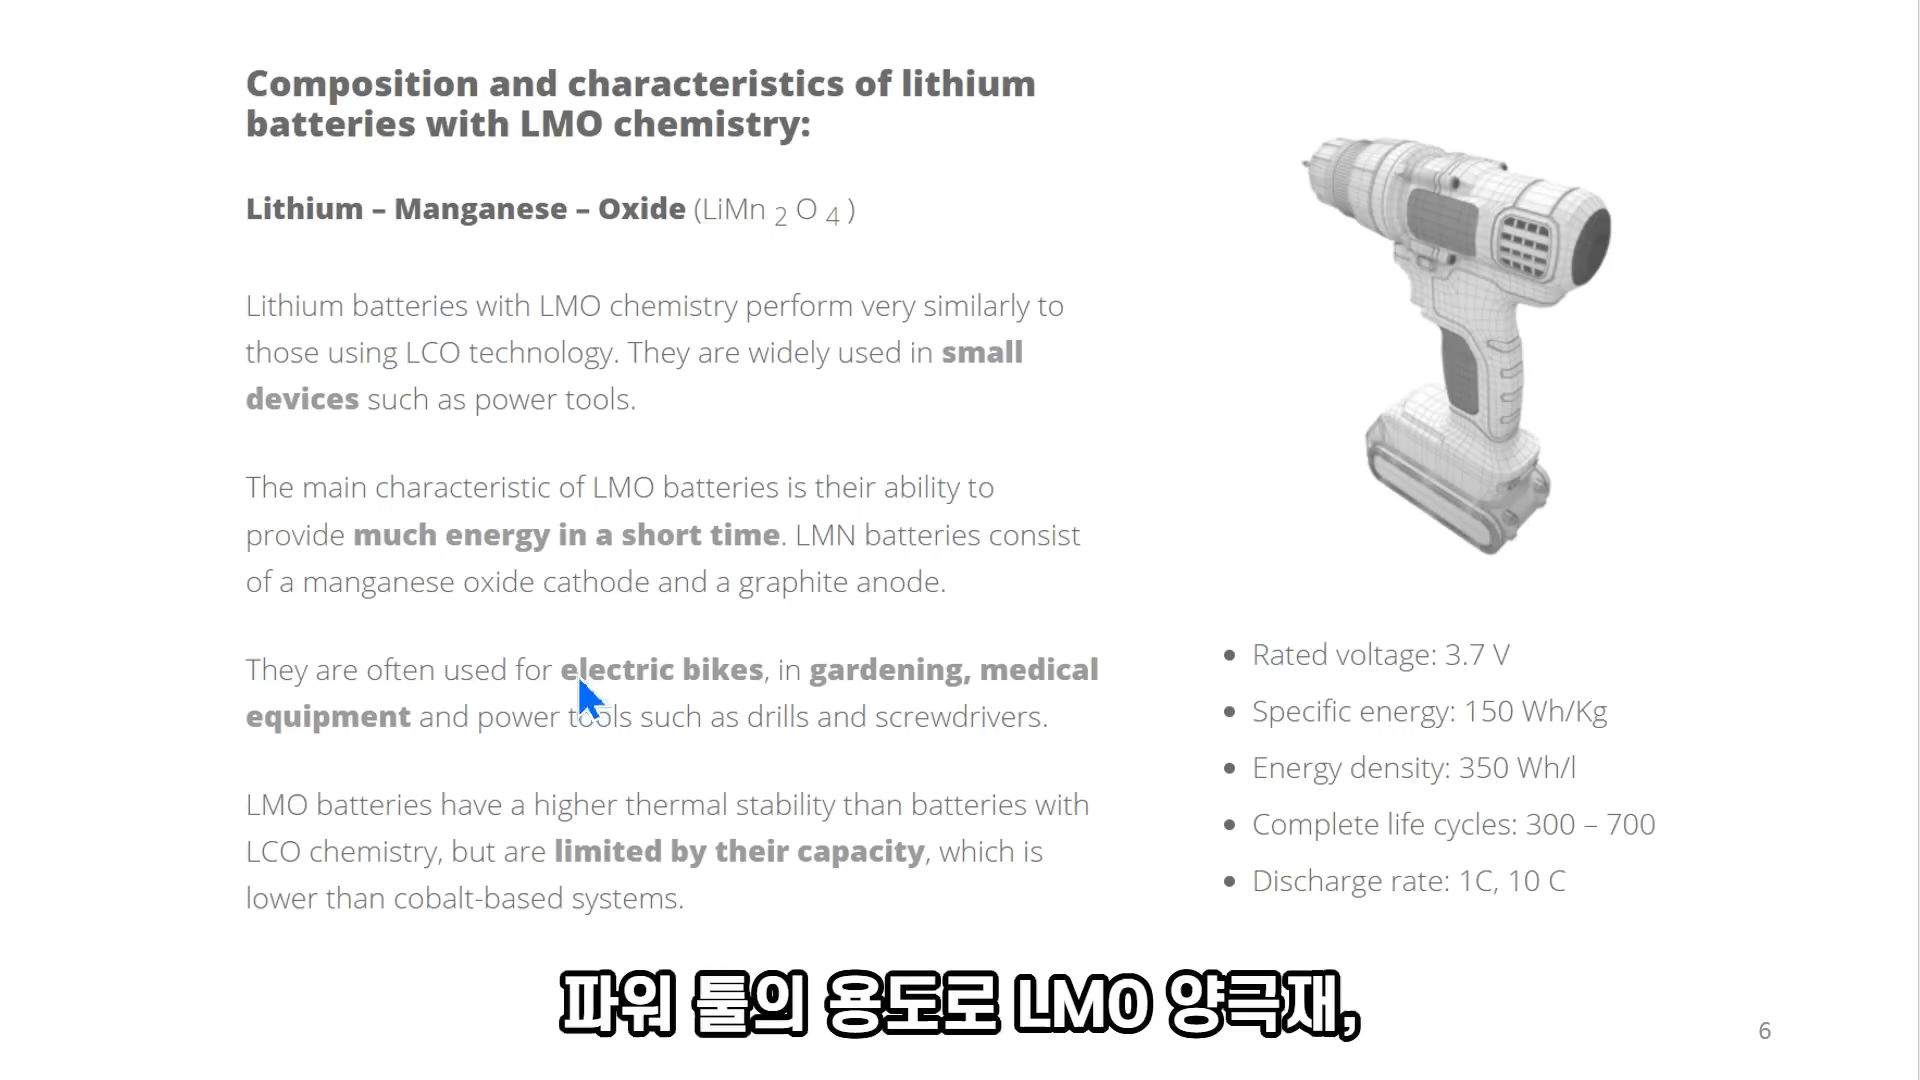 Composition and characteristics of lithium
batteries with LMO chemistry:
Lithium – Manganese – Oxide (LiMn 2 O 4 )
Lithium batteries with LMO chemistry perform very similarly to
those using LCO technology. They are widely used in small
devices such as power tools.
The main characteristic of LMO batteries is their ability to
provide much energy in a short time. LMN batteries consist
of a manganese oxide cathode and a graphite anode.
They are often used for electric bikes, in gardening, medical
equipment and power tools such as drills and screwdrivers.
LMO batteries have a higher thermal stability than batteries with
LCO chemistry, but are limited by their capacity, which is
lower than cobalt-based systems.
• Rated voltage: 3.7 V
• Specific energy: 150 Wh/Kg
• Energy density: 350 Wh/l
• Complete life cycles: 300 – 700
• Discharge rate: 1C, 10 C
파워 툴의 용도로 LMO 양극재,
6